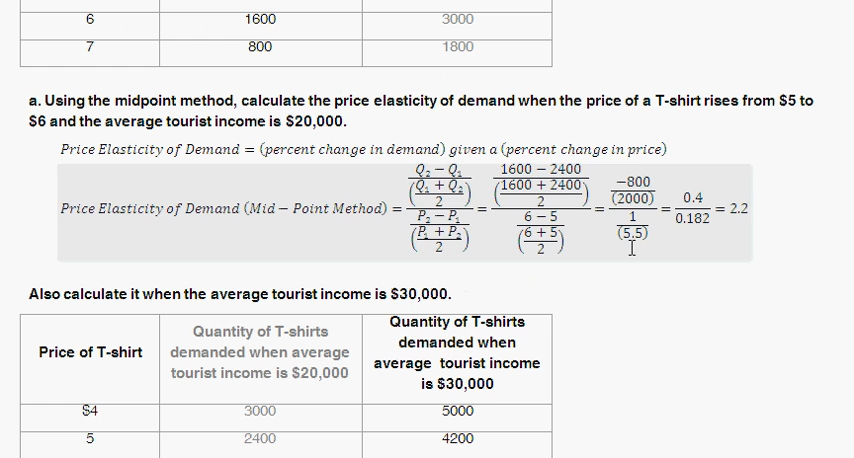 6 1600 3000
7 800 1800
a. Using the midpoint method, calculate the price elasticity of demand when the price of a T-shirt rises from $5 to
$6 and the average tourist income is $20,000.
Price Elasticity of Demand = (percent change in demand) given a (percent change in price)
Price Elasticity of Demand (Mid – Point Method) = ((Q₂ – Q₁)/((Q₁ + Q₂)/2))/((P₂ – P₁)/((P₁ + P₂)/2)) = ((1600 – 2400)/((1600 + 2400)/2))/((6 – 5)/((6 + 5)/2)) = (–800/(2000))/(1/(5.5)) = 0.4/0.182 = 2.2
Also calculate it when the average tourist income is $30,000.
Price of T-shirt
Quantity of T-shirts
demanded when average
tourist income is $20,000
Quantity of T-shirts
demanded when
average tourist income
is $30,000
$4 3000 5000
5 2400 4200